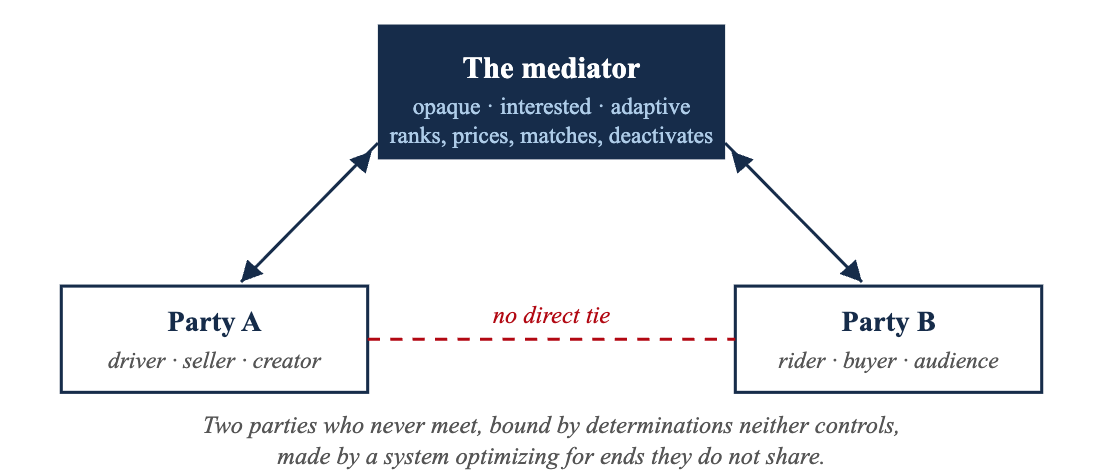 The mediator
opaque · interested · adaptive
ranks, prices, matches, deactivates
no direct tie
Party A
driver · seller · creator
Party B
rider · buyer · audience
Two parties who never meet, bound by determinations neither controls,
made by a system optimizing for ends they do not share.